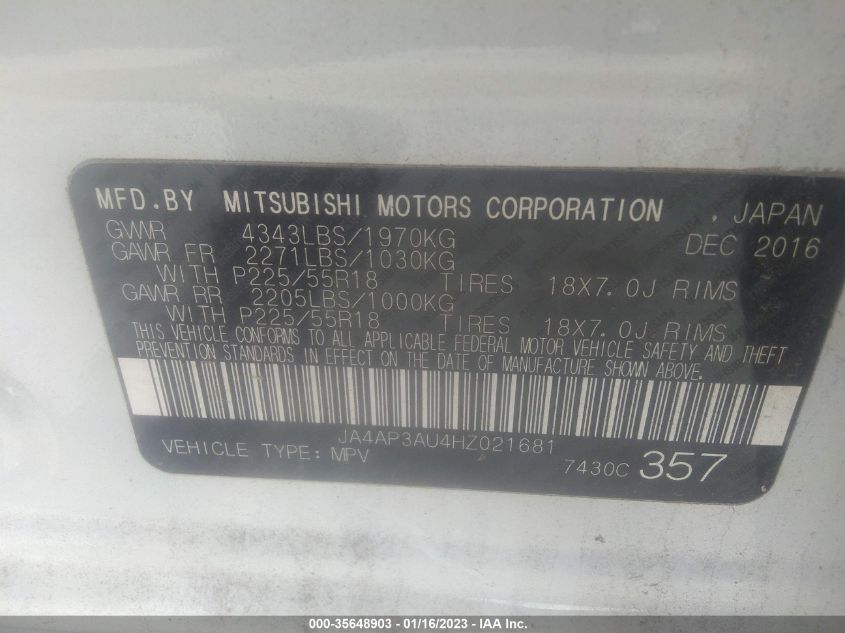 MFD.BY MITSUBISHI MOTORS CORPORATION , JAPAN
GVWR 4343LBS/1970KG DEC 2016
GAWR FR 2271LBS/1030KG
WITH P225/55R18 TIRES 18X7.0J RIMS
GAWR RR 2205LBS/1000KG
WITH P225/55R18 TIRES 18X7.0J RIMS
THIS VEHICLE CONFORMS TO ALL APPLICABLE FEDERAL MOTOR VEHICLE SAFETY AND THEFT
PREVENTION STANDARDS IN EFFECT ON THE DATE OF MANUFACTURE SHOWN ABOVE.
JA4AP3AU4HZ021681
VEHICLE TYPE: MPV 7430C 357
000-35648903 - 01/16/2023 - IAA Inc.